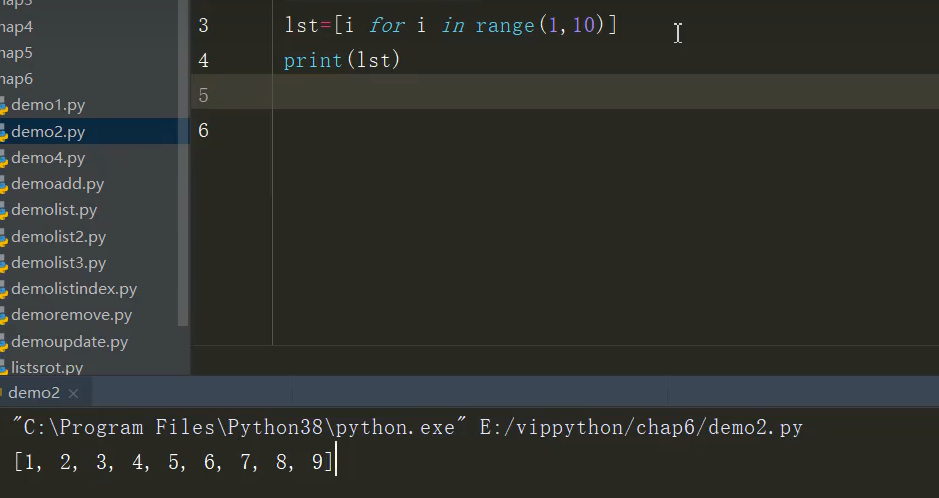 hap4
hap5
hap6
demo1.py
demo2.py
demo4.py
demoadd.py
demolist.py
demolist2.py
demolist3.py
demolistindex.py
demoremove.py
demoupdate.py
listsrot.py
3 lst=[i for i in range(1,10)]
4 print(lst)
5
6
demo2 ×
"C:\Program Files\Python38\python.exe" E:/vippython/chap6/demo2.py
[1, 2, 3, 4, 5, 6, 7, 8, 9]